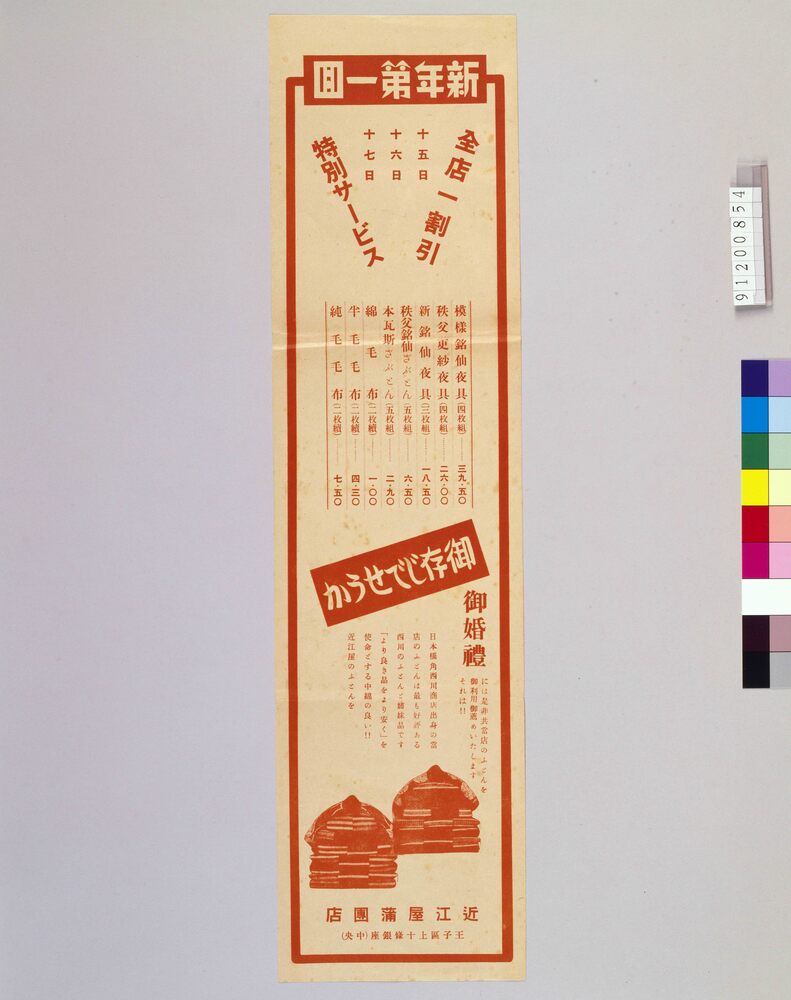 新年第一回
全店一割引
十五日
十六日
十七日
特別サービス
模樣銘仙夜具(四枚組)……三九・五〇
秩父更紗夜具(四枚組)……二六・〇〇
新銘仙夜具(三枚組)……一八・五〇
秩父銘仙ざぶとん(五枚組)……六・五〇
本瓦斯ざぶとん(五枚組)……二・九〇
綿毛布(二枚續)……一・〇〇
半毛毛布(二枚續)……四・三〇
純毛毛布(二枚續)……七・五〇
御存じでせうか
御婚禮
には是非共當店のふとんを
御利用御薦めいたします
それは!!
日本橋角西川商店出身の當
店のふとんは最も好評ある
西川のふとんと姉妹品です
「より良き品をより安く」を
使命とする中綿の良い!!
近江屋のふとんを
近江屋蒲團店
王子區上十條銀座(中央)
91200854